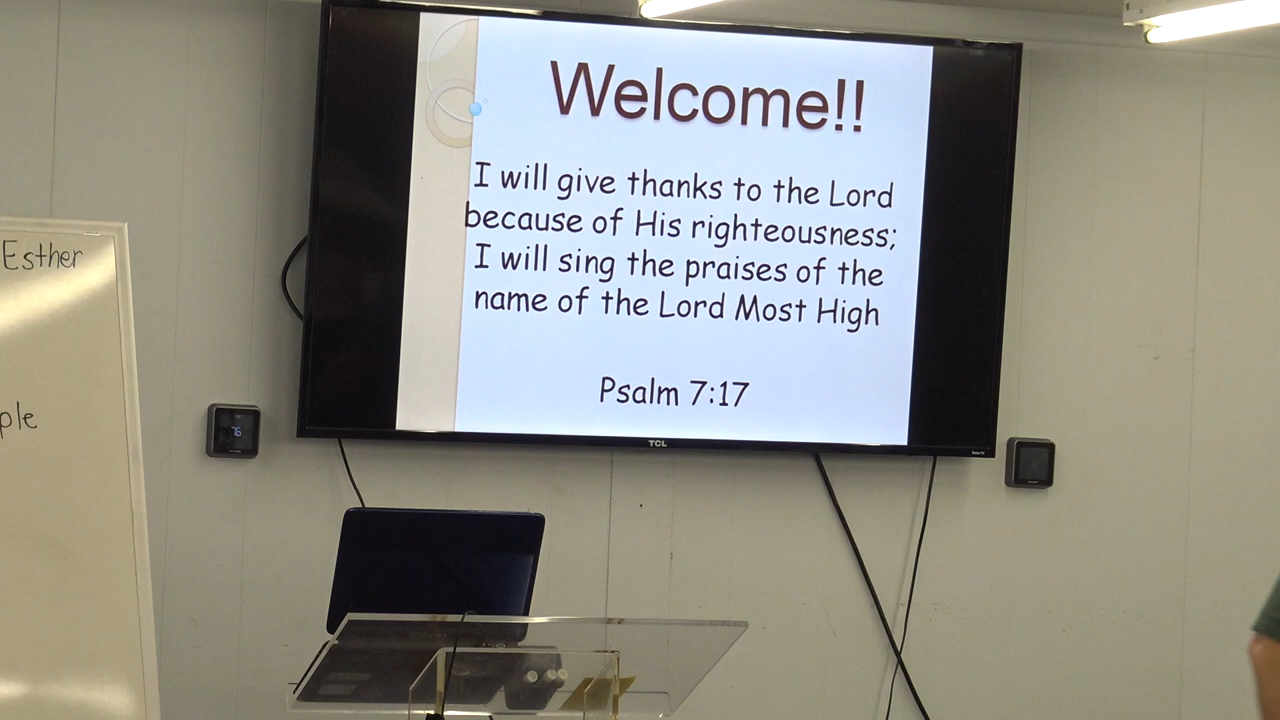 Welcome!!
I will give thanks to the Lord
because of His righteousness;
I will sing the praises of the
name of the Lord Most High
Psalm 7:17
TCL
Esther
ple
76